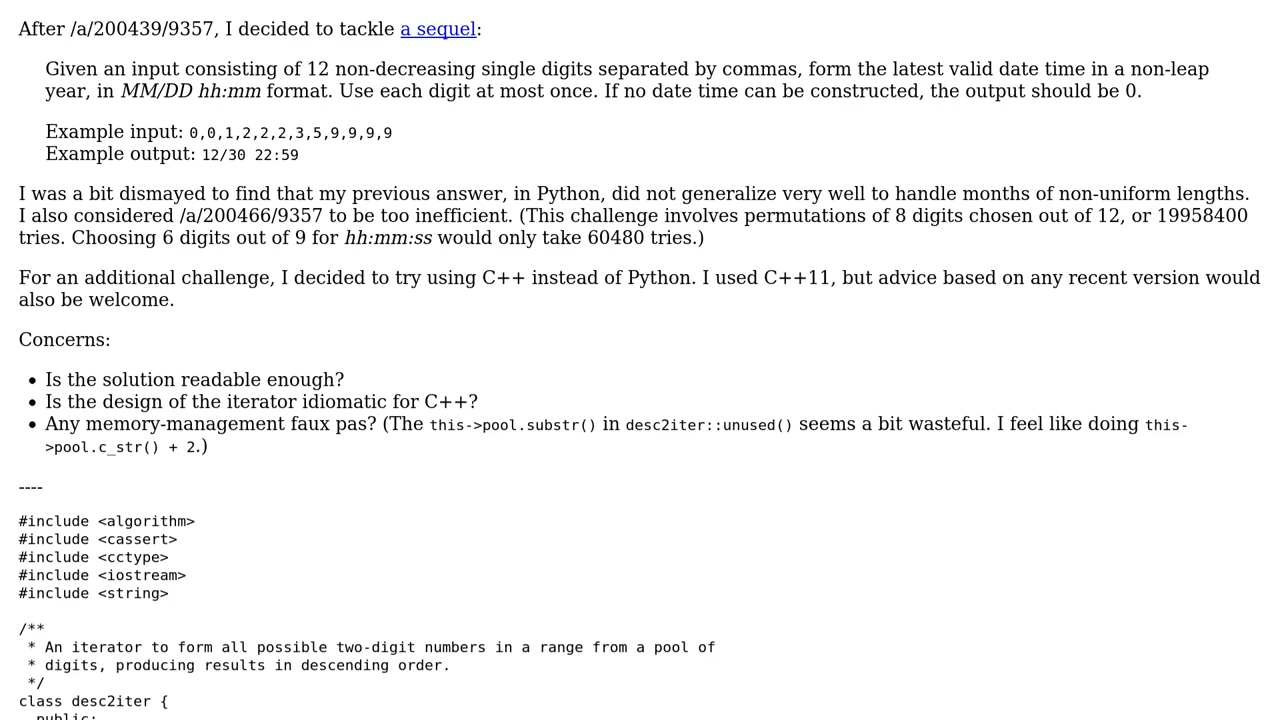 After /a/200439/9357, I decided to tackle a sequel:
Given an input consisting of 12 non-decreasing single digits separated by commas, form the latest valid date time in a non-leap
year, in MM/DD hh:mm format. Use each digit at most once. If no date time can be constructed, the output should be 0.
Example input: 0,0,1,2,2,2,3,5,9,9,9,9
Example output: 12/30 22:59
I was a bit dismayed to find that my previous answer, in Python, did not generalize very well to handle months of non-uniform lengths.
I also considered /a/200466/9357 to be too inefficient. (This challenge involves permutations of 8 digits chosen out of 12, or 19958400
tries. Choosing 6 digits out of 9 for hh:mm:ss would only take 60480 tries.)
For an additional challenge, I decided to try using C++ instead of Python. I used C++11, but advice based on any recent version would
also be welcome.
Concerns:
• Is the solution readable enough?
• Is the design of the iterator idiomatic for C++?
• Any memory-management faux pas? (The this->pool.substr() in desc2iter::unused() seems a bit wasteful. I feel like doing this-
>pool.c_str() + 2.)
----
#include <algorithm>
#include <cassert>
#include <cctype>
#include <iostream>
#include <string>
/**
* An iterator to form all possible two-digit numbers in a range from a pool of
* digits, producing results in descending order.
*/
class desc2iter {
public: